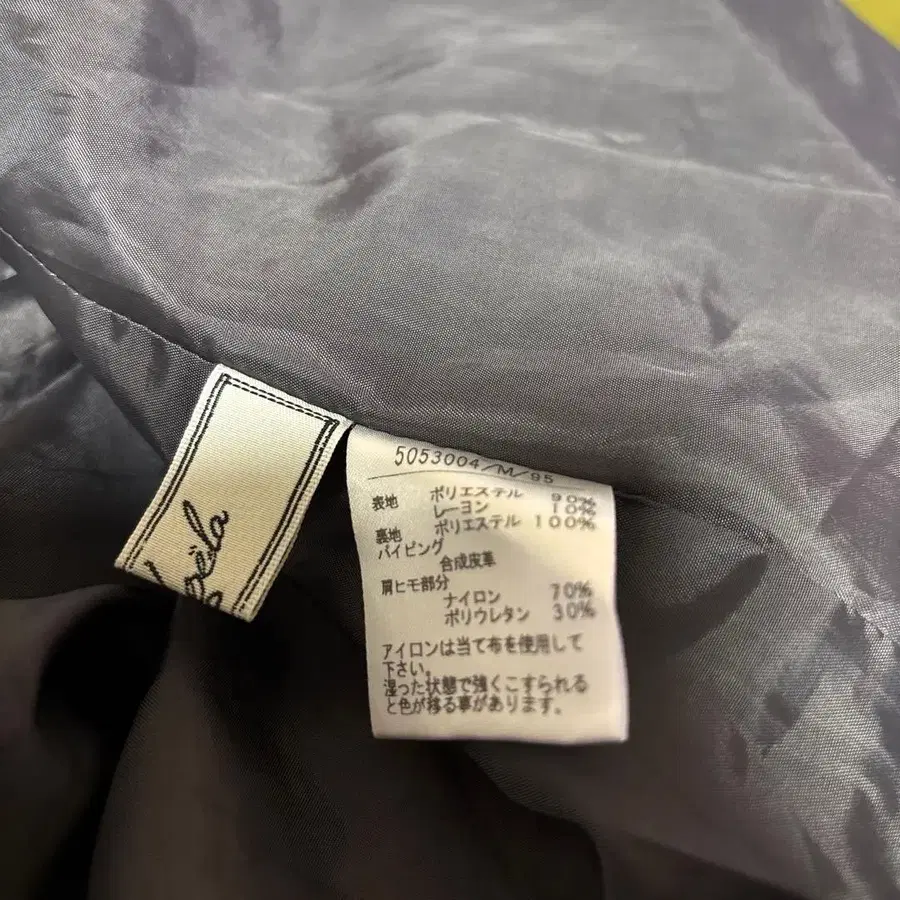 5053004/M/95
表地 ポリエステル 90%
レーヨン 10%
裏地 ポリエステル 100%
パイピング
合成皮革
肩ヒモ部分
ナイロン 70%
ポリウレタン 30%
アイロンは当て布を使用して
下さい。
湿った状態で強くこすられる
と色が移る事があります。